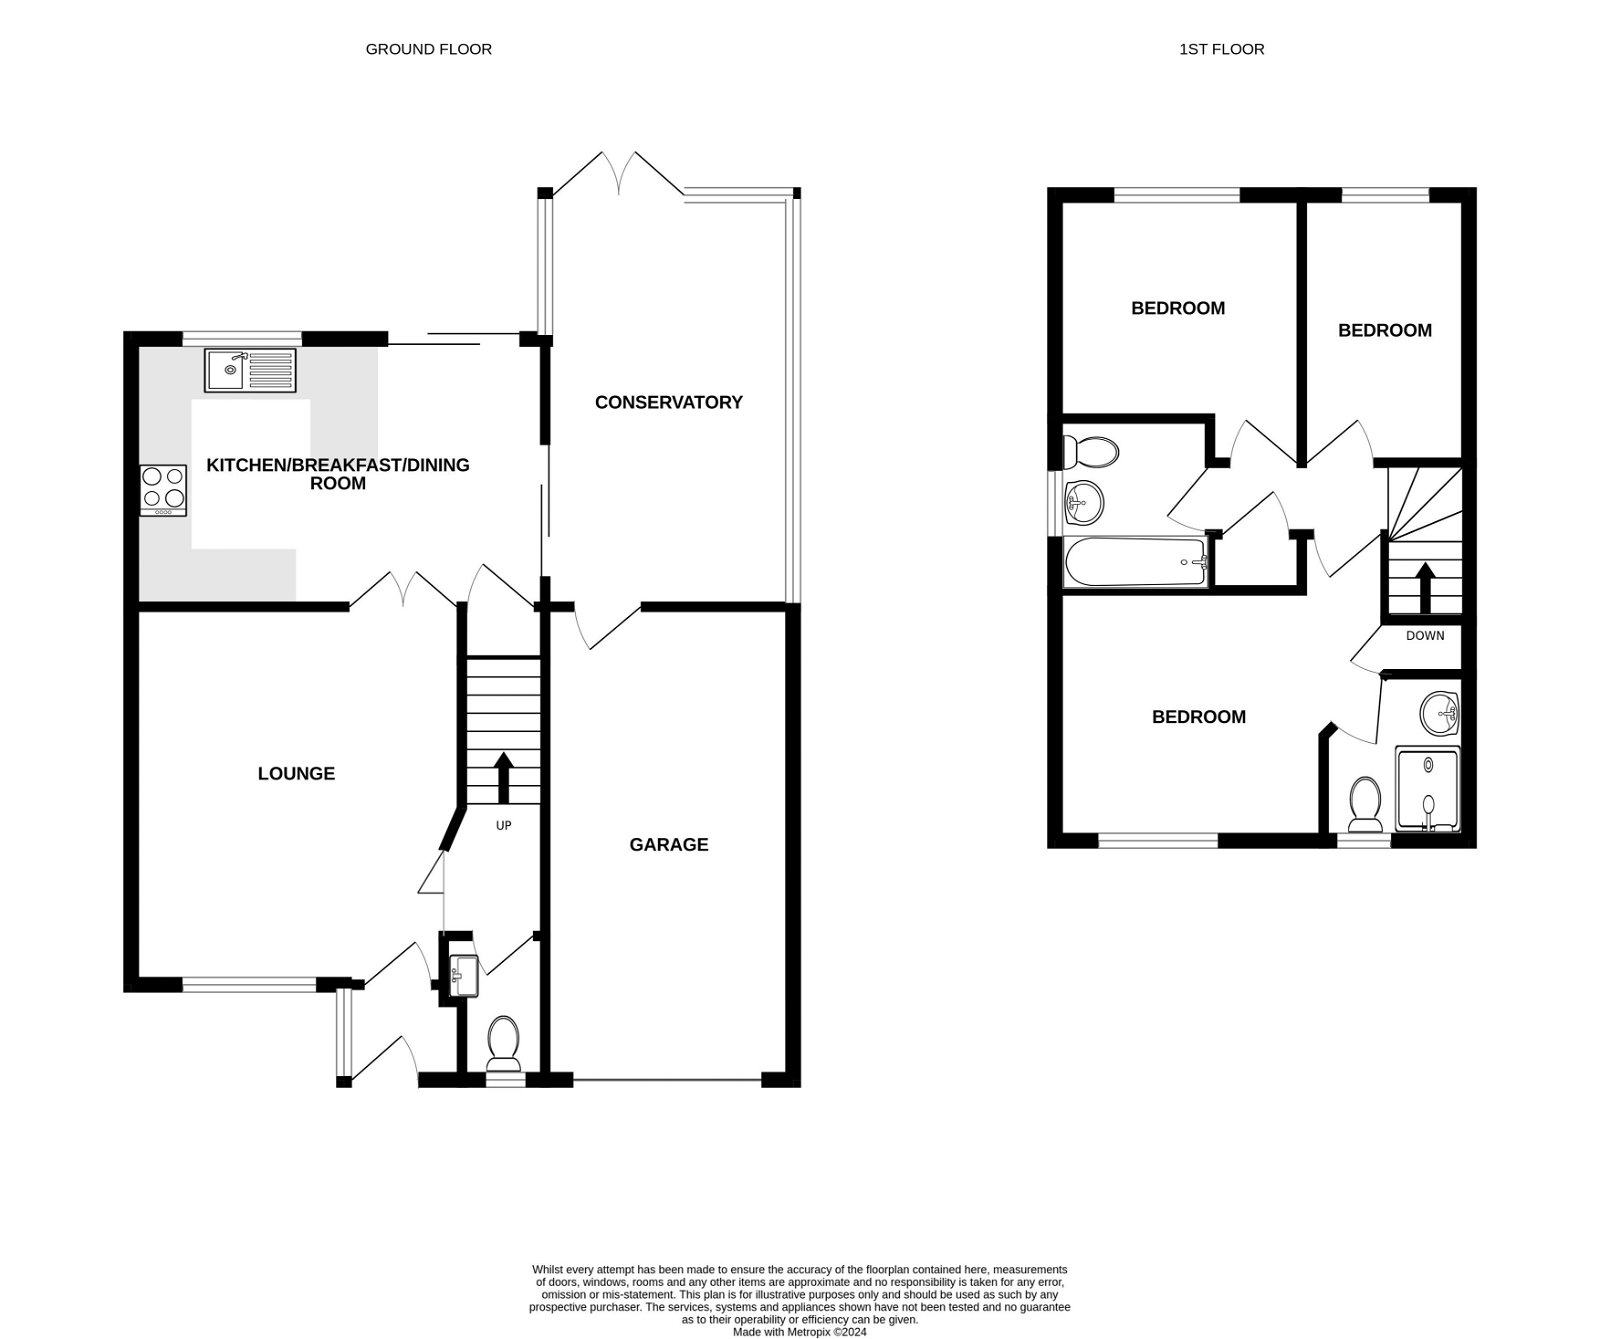 GROUND FLOOR
1ST FLOOR
KITCHEN/BREAKFAST/DINING
ROOM
CONSERVATORY
LOUNGE
UP
GARAGE
BEDROOM
BEDROOM
DOWN
BEDROOM
Whilst every attempt has been made to ensure the accuracy of the floorplan contained here, measurements
of doors, windows, rooms and any other items are approximate and no responsibility is taken for any error,
omission or mis-statement. This plan is for illustrative purposes only and should be used as such by any
prospective purchaser. The services, systems and appliances shown have not been tested and no guarantee
as to their operability or efficiency can be given.
Made with Metropix ©2024